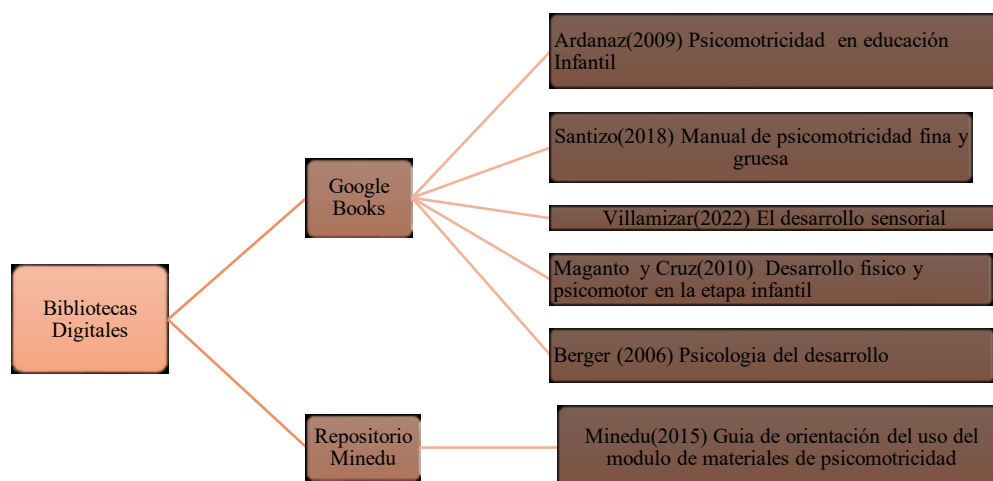 Bibliotecas
Digitales
Google
Books
Ardanaz(2009) Psicomotricidad en educación
Infantil
Santizo(2018) Manual de psicomotricidad fina y
gruesa
Villamizar(2022) El desarrollo sensorial
Maganto y Cruz(2010) Desarrollo fisico y
psicomotor en la etapa infantil
Berger (2006) Psicologia del desarrollo
Repositorio
Minedu
Minedu(2015) Guia de orientación del uso del
modulo de materiales de psicomotricidad